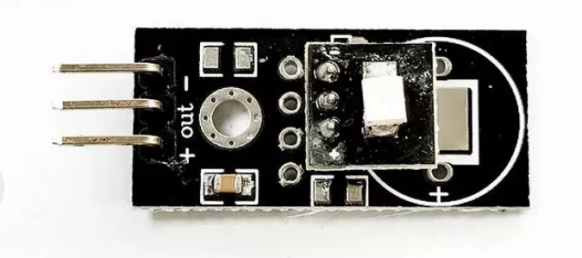 + out -
+